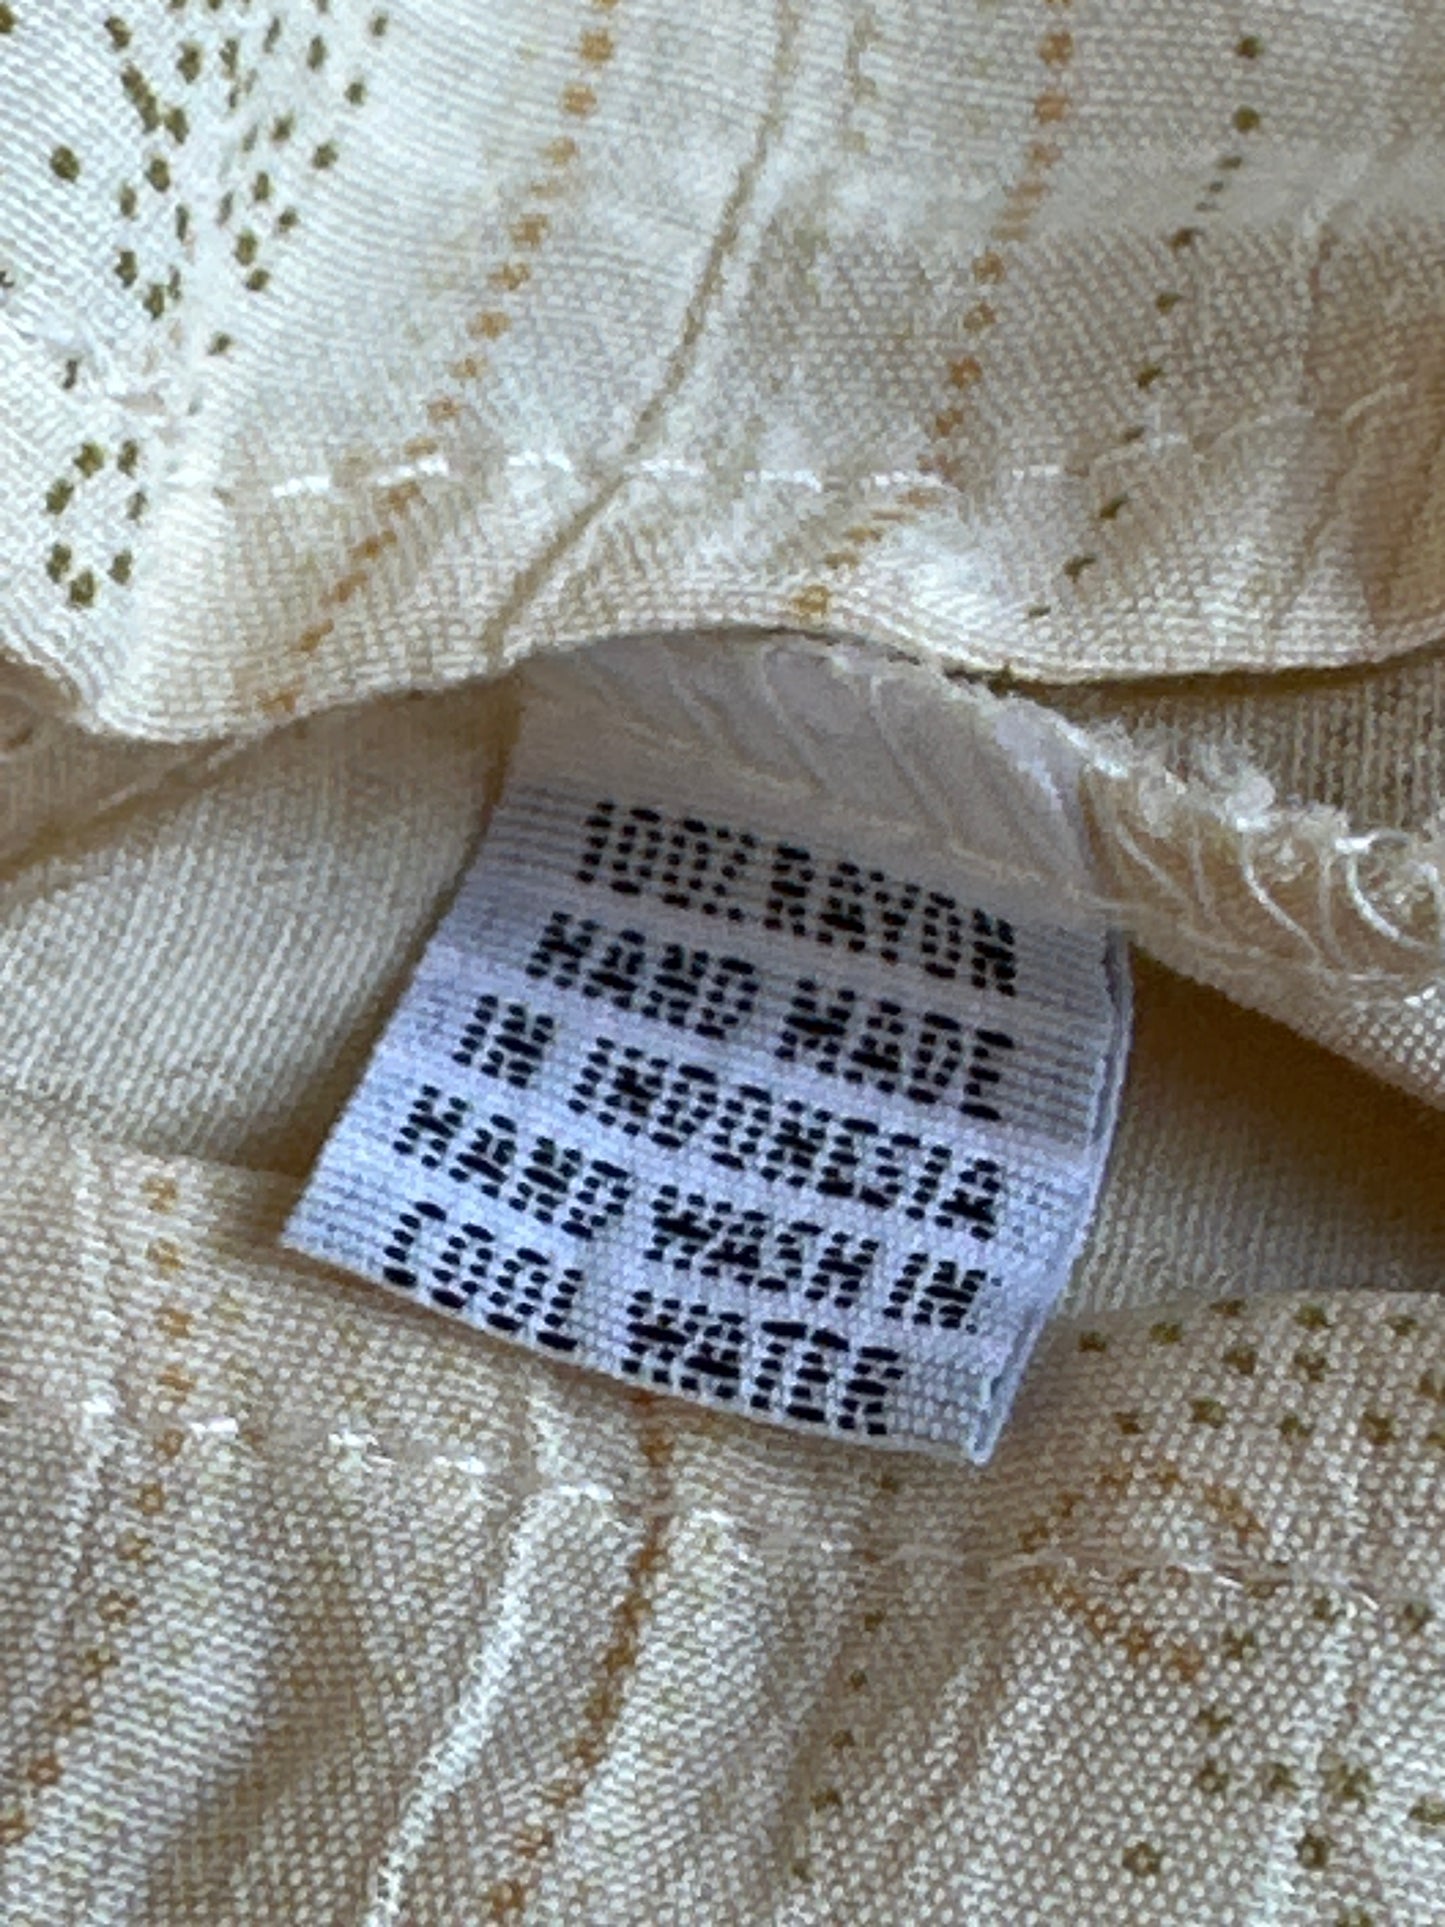 100% RAYON
HAND MADE
IN INDONESIA
HAND WASH IN
COOL WATER